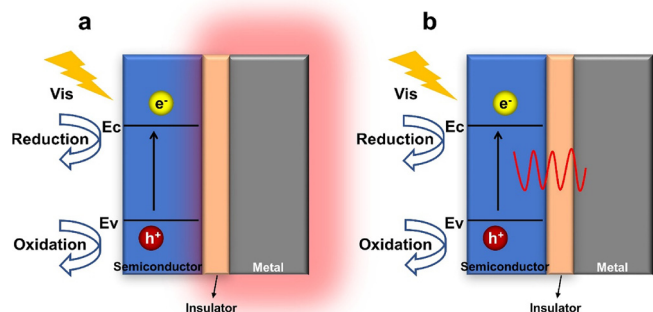 a
Vis
e-
Reduction
Ec
Ev
h+
Oxidation
Semiconductor
Metal
Insulator
b
Vis
e-
Reduction
Ec
Ev
h+
Oxidation
Semiconductor
Metal
Insulator